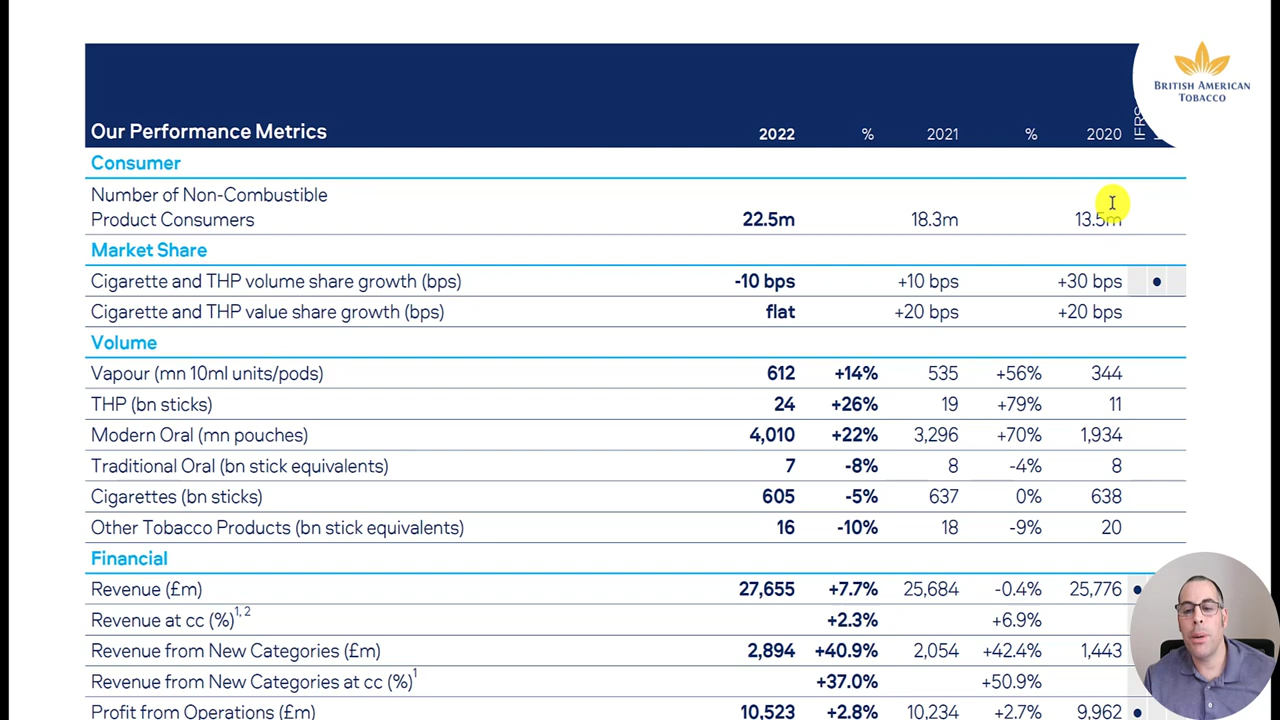 BRITISH AMERICAN
TOBACCO
Our Performance Metrics 2022 % 2021 % 2020 IFRS
Consumer
Number of Non-Combustible
Product Consumers 22.5m 18.3m 13.5m
Market Share
Cigarette and THP volume share growth (bps) -10 bps +10 bps +30 bps
Cigarette and THP value share growth (bps) flat +20 bps +20 bps
Volume
Vapour (mn 10ml units/pods) 612 +14% 535 +56% 344
THP (bn sticks) 24 +26% 19 +79% 11
Modern Oral (mn pouches) 4,010 +22% 3,296 +70% 1,934
Traditional Oral (bn stick equivalents) 7 -8% 8 -4% 8
Cigarettes (bn sticks) 605 -5% 637 0% 638
Other Tobacco Products (bn stick equivalents) 16 -10% 18 -9% 20
Financial
Revenue (£m) 27,655 +7.7% 25,684 -0.4% 25,776
Revenue at cc (%)1, 2 +2.3% +6.9%
Revenue from New Categories (£m) 2,894 +40.9% 2,054 +42.4% 1,443
Revenue from New Categories at cc (%)1 +37.0% +50.9%
Profit from Operations (£m) 10,523 +2.8% 10,234 +2.7% 9,962